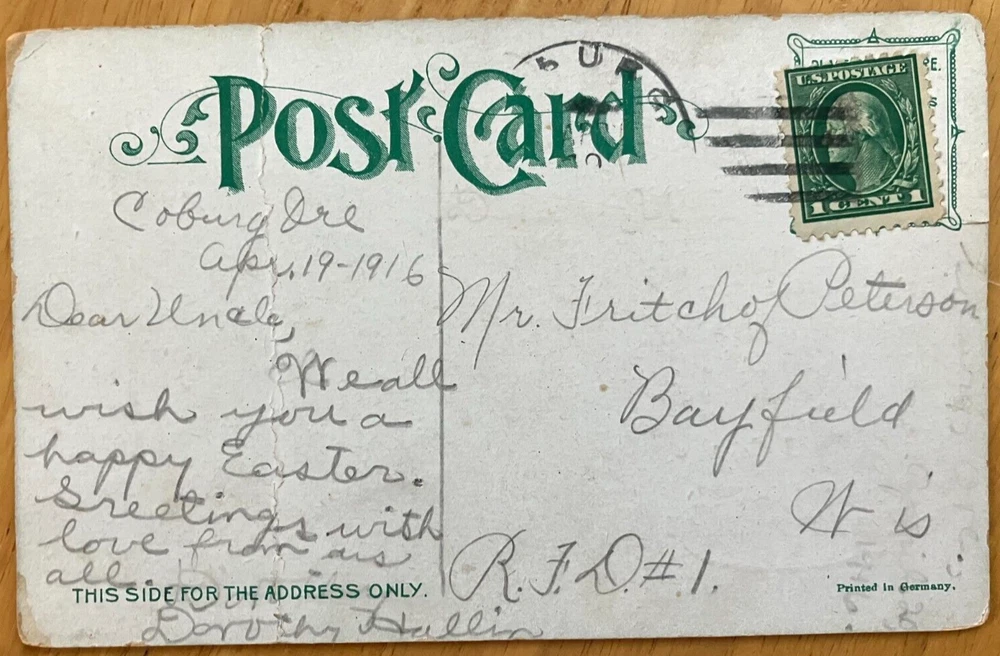 Post Card
U.S. POSTAGE
1 CENT 1
Coburg Ore
Apr. 19-1916
Dear Uncle,
We all
wish you a
happy Easter.
Greetings with
love from us
all.
Dorothy Hallin
Mr. Fritchof Peterson
Bayfield
Wis
R.F.D. #1.
THIS SIDE FOR THE ADDRESS ONLY.
Printed in Germany.